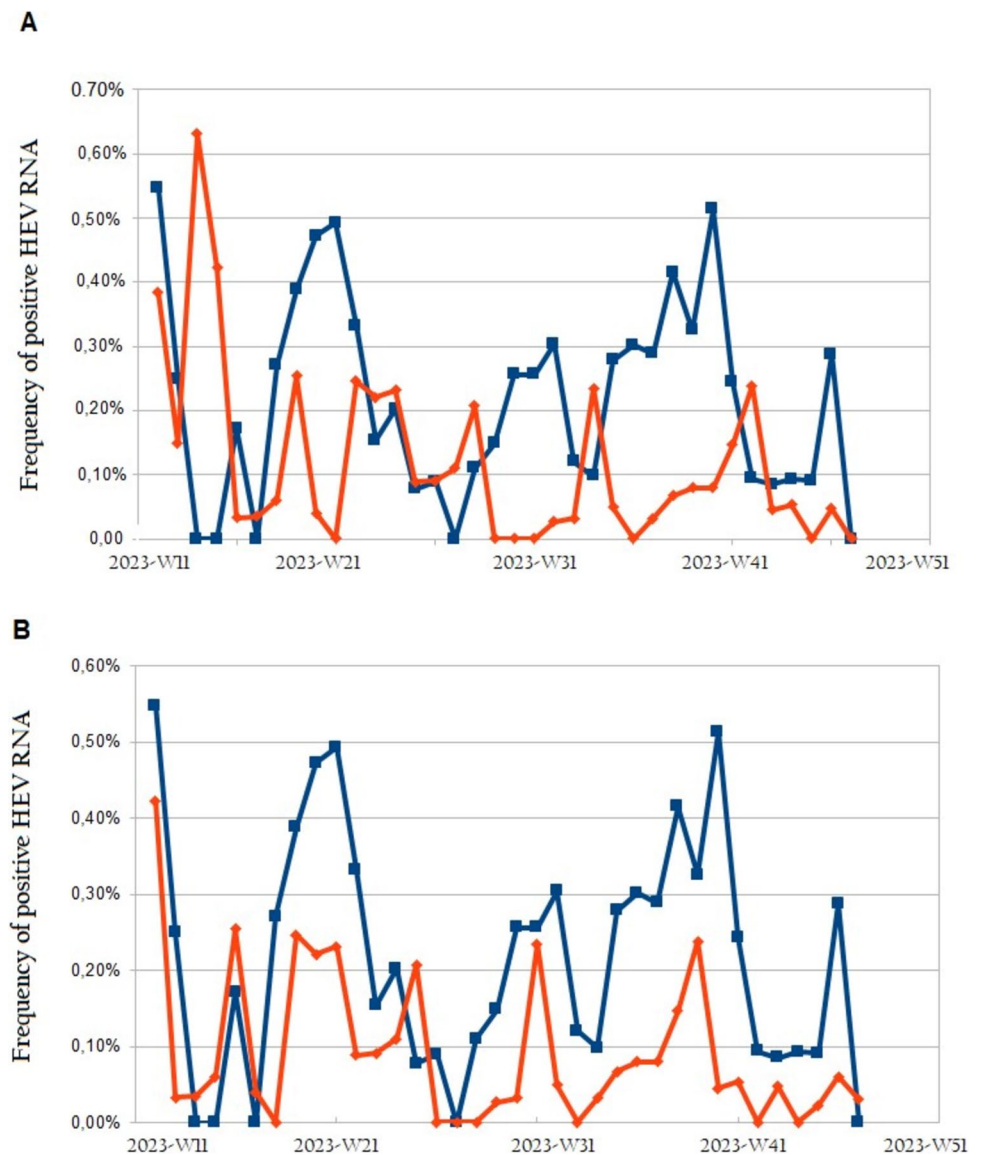 A
Frequency of positive HEV RNA
0.70%
0,60%
0,50%
0,40%
0,30%
0,20%
0,10%
0,00
2023-W11 2023-W21 2023-W31 2023-W41 2023-W51
B
Frequency of positive HEV RNA
0,60%
0,50%
0,40%
0,30%
0,20%
0,10%
0,00%
2023-W11 2023-W21 2023-W31 2023-W41 2023-W51